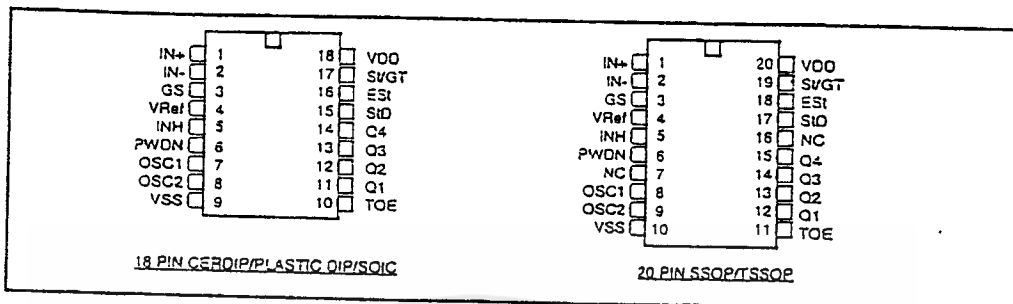 IN+ 1 18 VDD
IN- 2 17 St/GT
GS 3 16 ESt
VRef 4 15 StD
INH 5 14 Q4
PWDN 6 13 Q3
OSC1 7 12 Q2
OSC2 8 11 Q1
VSS 9 10 TOE
18 PIN CERDIP/PLASTIC DIP/SOIC
IN+ 1 20 VDD
IN- 2 19 St/GT
GS 3 18 ESt
VRef 4 17 StD
INH 5 16 NC
PWDN 6 15 Q4
NC 7 14 Q3
OSC1 8 13 Q2
OSC2 9 12 Q1
VSS 10 11 TOE
20 PIN SSOP/TSSOP